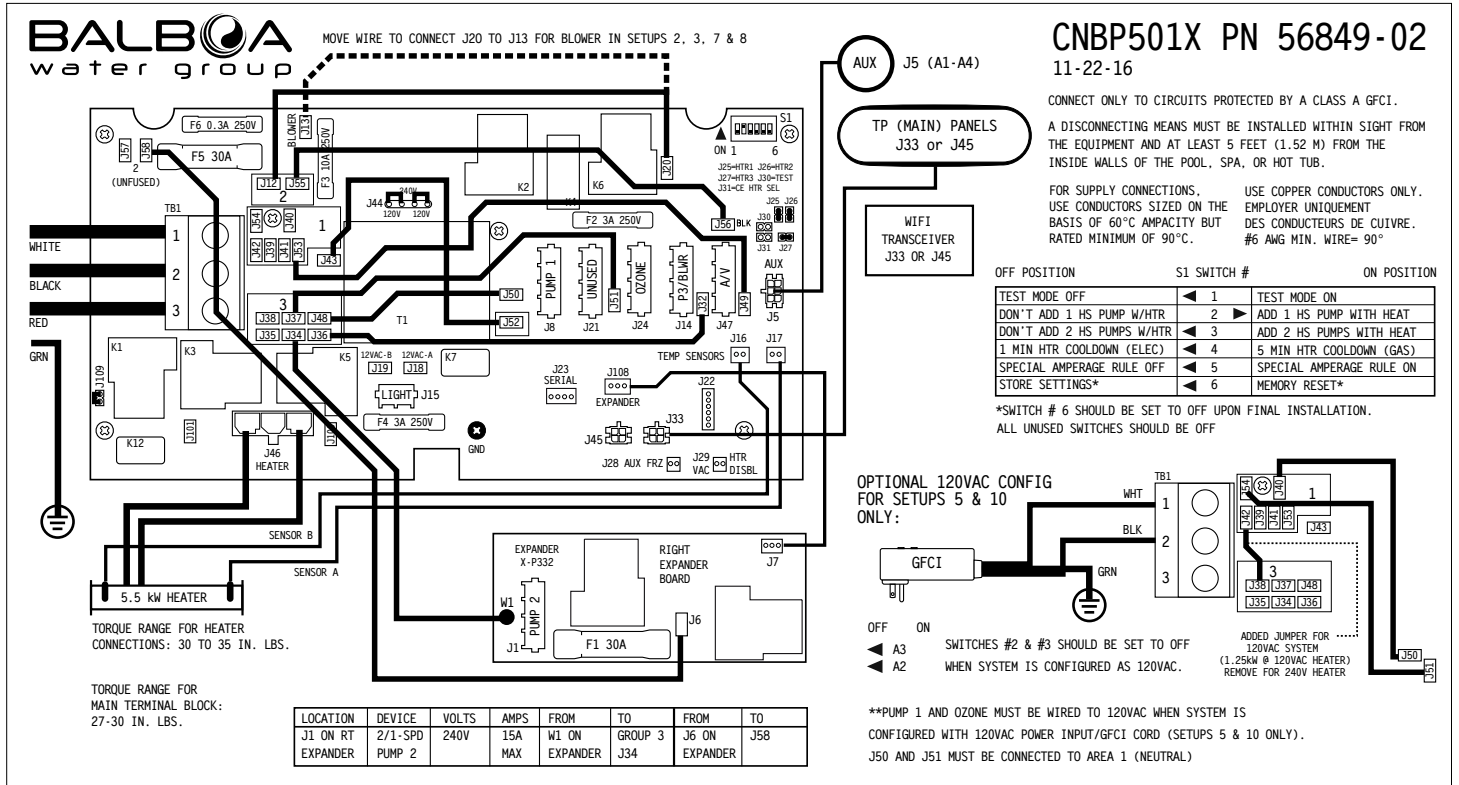 BALBOA
water group
MOVE WIRE TO CONNECT J20 TO J13 FOR BLOWER IN SETUPS 2, 3, 7 & 8
CNBP501X PN 56849-02
11-22-16
CONNECT ONLY TO CIRCUITS PROTECTED BY A CLASS A GFCI.
A DISCONNECTING MEANS MUST BE INSTALLED WITHIN SIGHT FROM
THE EQUIPMENT AND AT LEAST 5 FEET (1.52 M) FROM THE
INSIDE WALLS OF THE POOL, SPA, OR HOT TUB.
FOR SUPPLY CONNECTIONS,
USE CONDUCTORS SIZED ON THE
BASIS OF 60°C AMPACITY BUT
RATED MINIMUM OF 90°C.
USE COPPER CONDUCTORS ONLY.
EMPLOYER UNIQUEMENT
DES CONDUCTEURS DE CUIVRE.
#6 AWG MIN. WIRE= 90°
AUX
J5 (A1-A4)
TP (MAIN) PANELS
J33 or J45
WIFI
TRANSCEIVER
J33 OR J45
OFF POSITION S1 SWITCH # ON POSITION
TEST MODE OFF ◀ 1 TEST MODE ON
DON'T ADD 1 HS PUMP W/HTR 2 ▶ ADD 1 HS PUMP WITH HEAT
DON'T ADD 2 HS PUMPS W/HTR ◀ 3 ADD 2 HS PUMPS WITH HEAT
1 MIN HTR COOLDOWN (ELEC) ◀ 4 5 MIN HTR COOLDOWN (GAS)
SPECIAL AMPERAGE RULE OFF ◀ 5 SPECIAL AMPERAGE RULE ON
STORE SETTINGS* ◀ 6 MEMORY RESET*
*SWITCH # 6 SHOULD BE SET TO OFF UPON FINAL INSTALLATION.
ALL UNUSED SWITCHES SHOULD BE OFF
F6 0.3A 250V
BLOWER
J13
F3 10A 250V
J57
J58
F5 30A
2
(UNFUSED)
J12
J55
2
TB1
1
2
3
WHITE
BLACK
RED
GRN
J54
J40
1
J42
J39
J41
J53
J43
3
J38
J37
J48
J35
J34
J36
J44
240V
120V
120V
K2
K4
K6
F2 3A 250V
J20
S1
ON 1
6
J25=HTR1 J26=HTR2
J27=HTR3 J30=TEST
J31=CE HTR SEL
J25 J26
J30
J31
J27
J56
BLK
AUX
J5
T1
J50
J52
PUMP 1
J8
UNUSED
J21
J51
OZONE
J24
P3/BLWR
J14
J32
A/V
J47
J49
J16
J17
TEMP SENSORS
K1
K3
K5
K7
K12
12VAC-B
J19
12VAC-A
J18
LIGHT
J15
F4 3A 250V
J109
J101
J46
HEATER
GND
J23
SERIAL
J108
EXPANDER
J22
J33
J45
J28 AUX FRZ
J29
VAC
HTR
DISBL
SENSOR B
SENSOR A
5.5 kW HEATER
TORQUE RANGE FOR HEATER
CONNECTIONS: 30 TO 35 IN. LBS.
TORQUE RANGE FOR
MAIN TERMINAL BLOCK:
27-30 IN. LBS.
EXPANDER
X-P332
RIGHT
EXPANDER
BOARD
J7
W1
PUMP 2
J1
F1 30A
J6
LOCATION DEVICE VOLTS AMPS FROM TO FROM TO
J1 ON RT 2/1-SPD 240V 15A W1 ON GROUP 3 J6 ON J58
EXPANDER PUMP 2 MAX EXPANDER J34 EXPANDER
OPTIONAL 120VAC CONFIG
FOR SETUPS 5 & 10
ONLY:
GFCI
WHT
BLK
GRN
TB1
1
2
3
J54
J40
1
J42
J39
J41
J53
J43
3
J38
J37
J48
J35
J34
J36
OFF ON
◀ A3
◀ A2
SWITCHES #2 & #3 SHOULD BE SET TO OFF
WHEN SYSTEM IS CONFIGURED AS 120VAC.
ADDED JUMPER FOR
120VAC SYSTEM
(1.25kW @ 120VAC HEATER)
REMOVE FOR 240V HEATER
J50
J51
**PUMP 1 AND OZONE MUST BE WIRED TO 120VAC WHEN SYSTEM IS
CONFIGURED WITH 120VAC POWER INPUT/GFCI CORD (SETUPS 5 & 10 ONLY).
J50 AND J51 MUST BE CONNECTED TO AREA 1 (NEUTRAL)